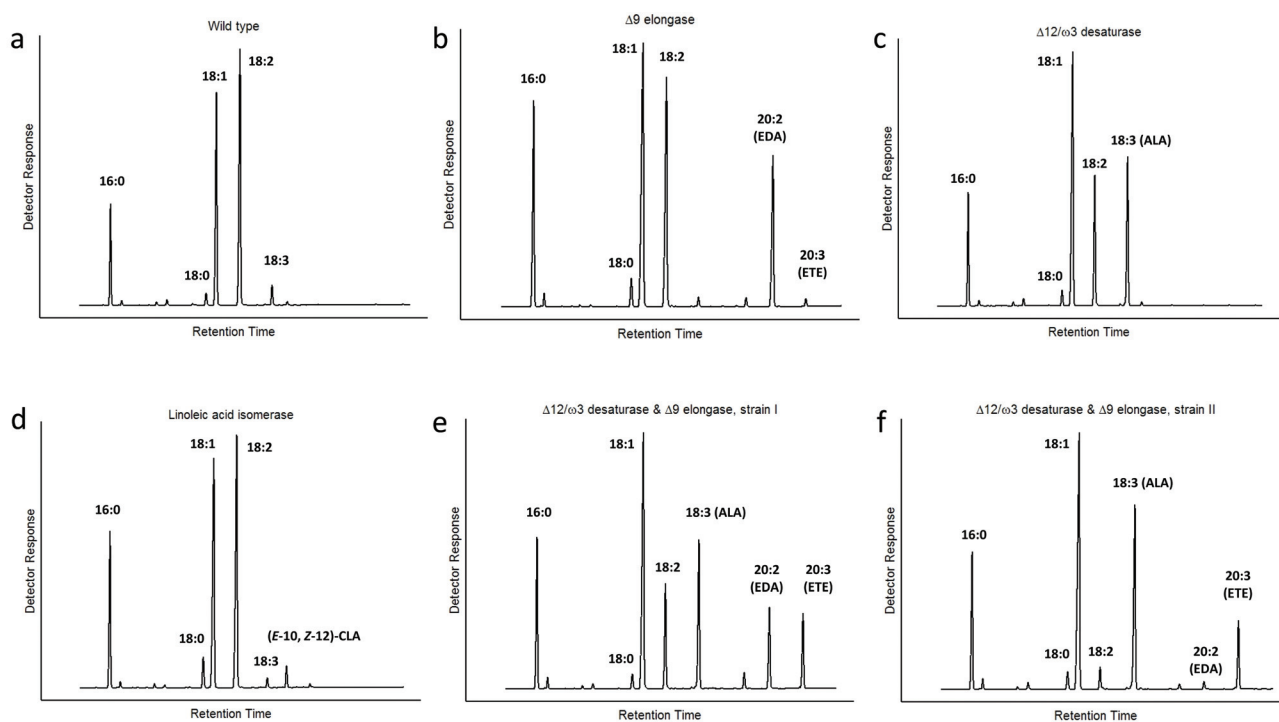 a
Wild type
Detector Response
16:0
18:0
18:1
18:2
18:3
Retention Time
b
Δ9 elongase
Detector Response
16:0
18:0
18:1
18:2
20:2
(EDA)
20:3
(ETE)
Retention Time
c
Δ12/ω3 desaturase
Detector Response
16:0
18:0
18:1
18:2
18:3 (ALA)
Retention Time
d
Linoleic acid isomerase
Detector Response
16:0
18:0
18:1
18:2
18:3
(E-10, Z-12)-CLA
Retention Time
e
Δ12/ω3 desaturase & Δ9 elongase, strain I
Detector Response
16:0
18:0
18:1
18:2
18:3 (ALA)
20:2
(EDA)
20:3
(ETE)
Retention Time
f
Δ12/ω3 desaturase & Δ9 elongase, strain II
Detector Response
16:0
18:0
18:1
18:2
18:3 (ALA)
20:2
(EDA)
20:3
(ETE)
Retention Time